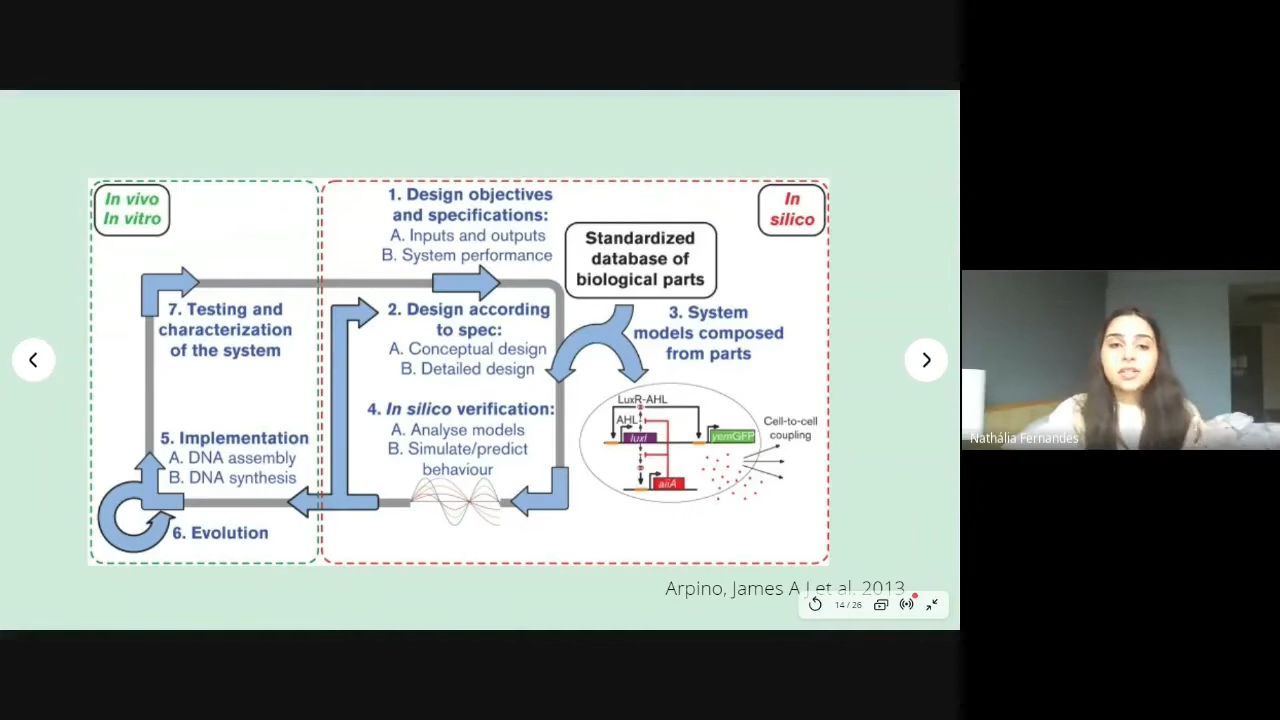 In vivo
In vitro
1. Design objectives
and specifications:
A. Inputs and outputs
B. System performance
In
silico
Standardized
database of
biological parts
7. Testing and
characterization
of the system
2. Design according
to spec:
A. Conceptual design
B. Detailed design
3. System
models composed
from parts
4. In silico verification:
A. Analyse models
B. Simulate/predict
behaviour
LuxR-AHL
AHL
luxI
yemGFP
aiiA
Cell-to-cell
coupling
5. Implementation
A. DNA assembly
B. DNA synthesis
6. Evolution
Arpino, James A J et al. 2013
14 / 26
Nathália Fernandes